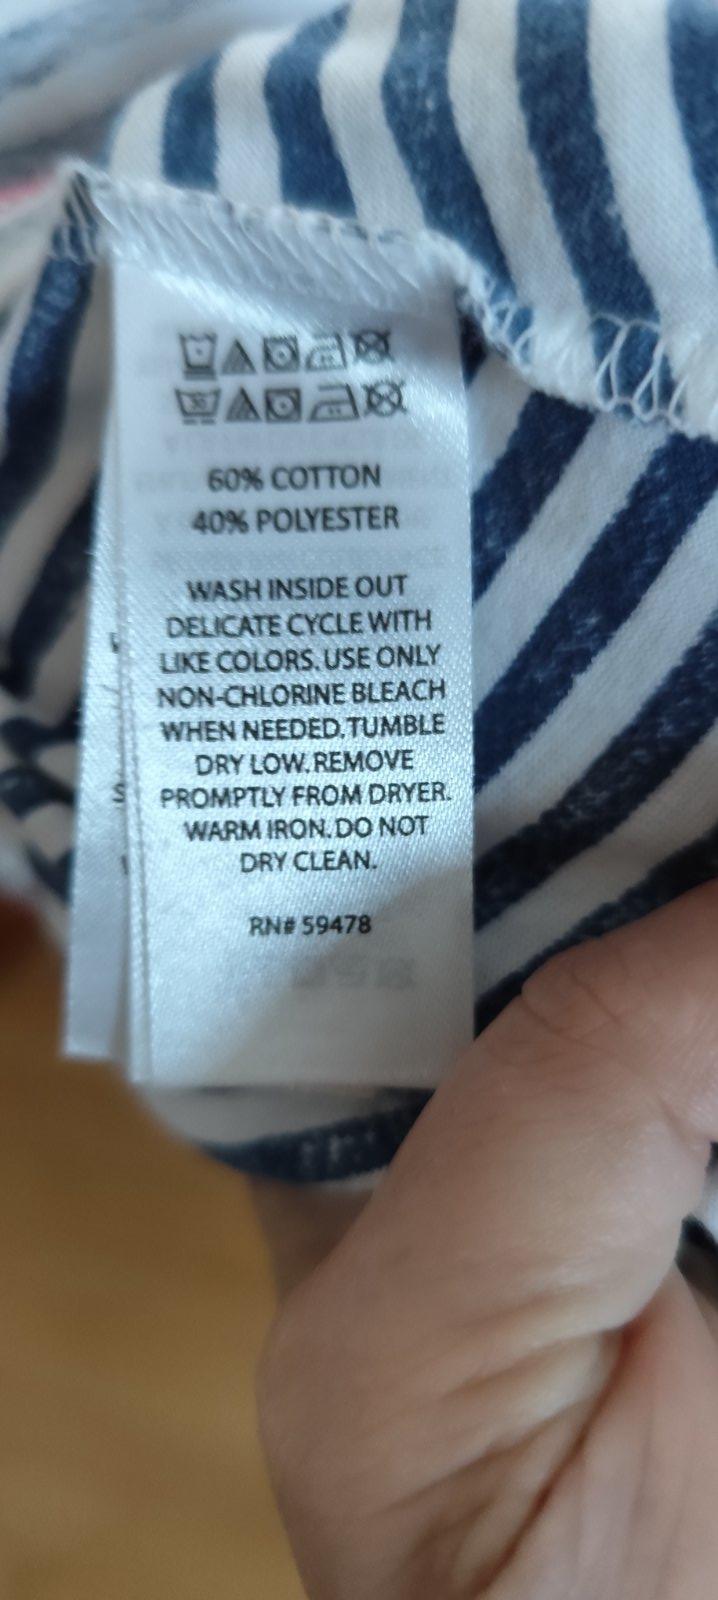 60% COTTON
40% POLYESTER
WASH INSIDE OUT
DELICATE CYCLE WITH
LIKE COLORS. USE ONLY
NON-CHLORINE BLEACH
WHEN NEEDED. TUMBLE
DRY LOW. REMOVE
PROMPTLY FROM DRYER.
WARM IRON. DO NOT
DRY CLEAN.
RN# 59478